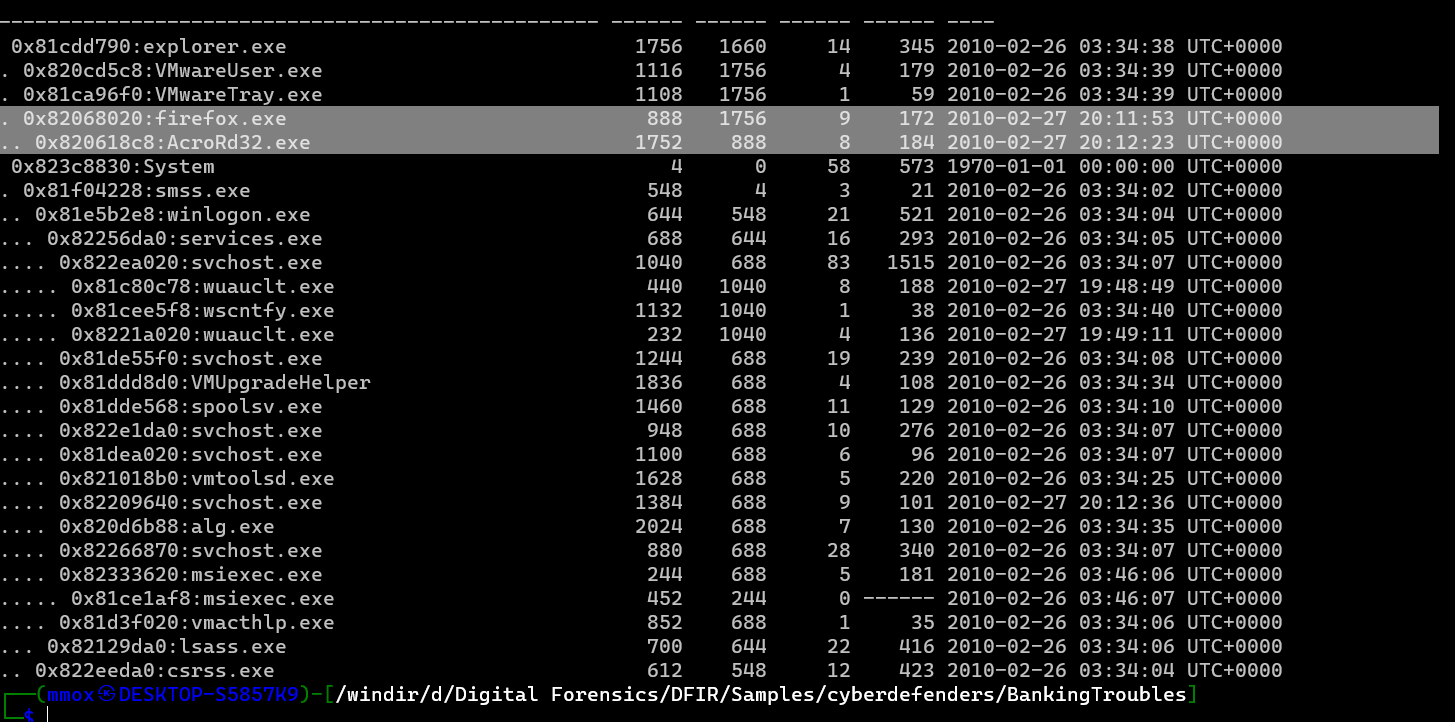 -------------------------------------------------- ------ ------ ------ ------ ----
0x81cdd790:explorer.exe 1756 1660 14 345 2010-02-26 03:34:38 UTC+0000
. 0x820cd5c8:VMwareUser.exe 1116 1756 4 179 2010-02-26 03:34:39 UTC+0000
. 0x81ca96f0:VMwareTray.exe 1108 1756 1 59 2010-02-26 03:34:39 UTC+0000
. 0x82068020:firefox.exe 888 1756 9 172 2010-02-27 20:11:53 UTC+0000
.. 0x820618c8:AcroRd32.exe 1752 888 8 184 2010-02-27 20:12:23 UTC+0000
0x823c8830:System 4 0 58 573 1970-01-01 00:00:00 UTC+0000
. 0x81f04228:smss.exe 548 4 3 21 2010-02-26 03:34:02 UTC+0000
.. 0x81e5b2e8:winlogon.exe 644 548 21 521 2010-02-26 03:34:04 UTC+0000
... 0x82256da0:services.exe 688 644 16 293 2010-02-26 03:34:05 UTC+0000
.... 0x822ea020:svchost.exe 1040 688 83 1515 2010-02-26 03:34:07 UTC+0000
..... 0x81c80c78:wuauclt.exe 440 1040 8 188 2010-02-27 19:48:49 UTC+0000
..... 0x81cee5f8:wscntfy.exe 1132 1040 1 38 2010-02-26 03:34:40 UTC+0000
..... 0x8221a020:wuauclt.exe 232 1040 4 136 2010-02-27 19:49:11 UTC+0000
.... 0x81de55f0:svchost.exe 1244 688 19 239 2010-02-26 03:34:08 UTC+0000
.... 0x81ddd8d0:VMUpgradeHelper 1836 688 4 108 2010-02-26 03:34:34 UTC+0000
.... 0x81dde568:spoolsv.exe 1460 688 11 129 2010-02-26 03:34:10 UTC+0000
.... 0x822e1da0:svchost.exe 948 688 10 276 2010-02-26 03:34:07 UTC+0000
.... 0x81dea020:svchost.exe 1100 688 6 96 2010-02-26 03:34:07 UTC+0000
.... 0x821018b0:vmtoolsd.exe 1628 688 5 220 2010-02-26 03:34:25 UTC+0000
.... 0x82209640:svchost.exe 1384 688 9 101 2010-02-27 20:12:36 UTC+0000
.... 0x820d6b88:alg.exe 2024 688 7 130 2010-02-26 03:34:35 UTC+0000
.... 0x82266870:svchost.exe 880 688 28 340 2010-02-26 03:34:07 UTC+0000
.... 0x82333620:msiexec.exe 244 688 5 181 2010-02-26 03:46:06 UTC+0000
..... 0x81ce1af8:msiexec.exe 452 244 0 ------ 2010-02-26 03:46:07 UTC+0000
.... 0x81d3f020:vmacthlp.exe 852 688 1 35 2010-02-26 03:34:06 UTC+0000
... 0x82129da0:lsass.exe 700 644 22 416 2010-02-26 03:34:06 UTC+0000
.. 0x822eeda0:csrss.exe 612 548 12 423 2010-02-26 03:34:04 UTC+0000
┌──(mmox㉿DESKTOP-S5857K9)-[/windir/d/Digital Forensics/DFIR/Samples/cyberdefenders/BankingTroubles]
└─$